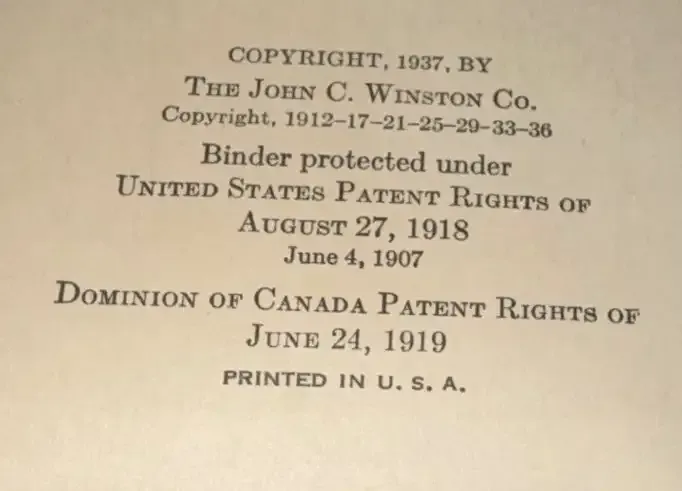 COPYRIGHT, 1937, BY
THE JOHN C. WINSTON CO.
Copyright, 1912–17–21–25–29–33–36
Binder protected under
UNITED STATES PATENT RIGHTS OF
AUGUST 27, 1918
June 4, 1907
DOMINION OF CANADA PATENT RIGHTS OF
JUNE 24, 1919
PRINTED IN U. S. A.